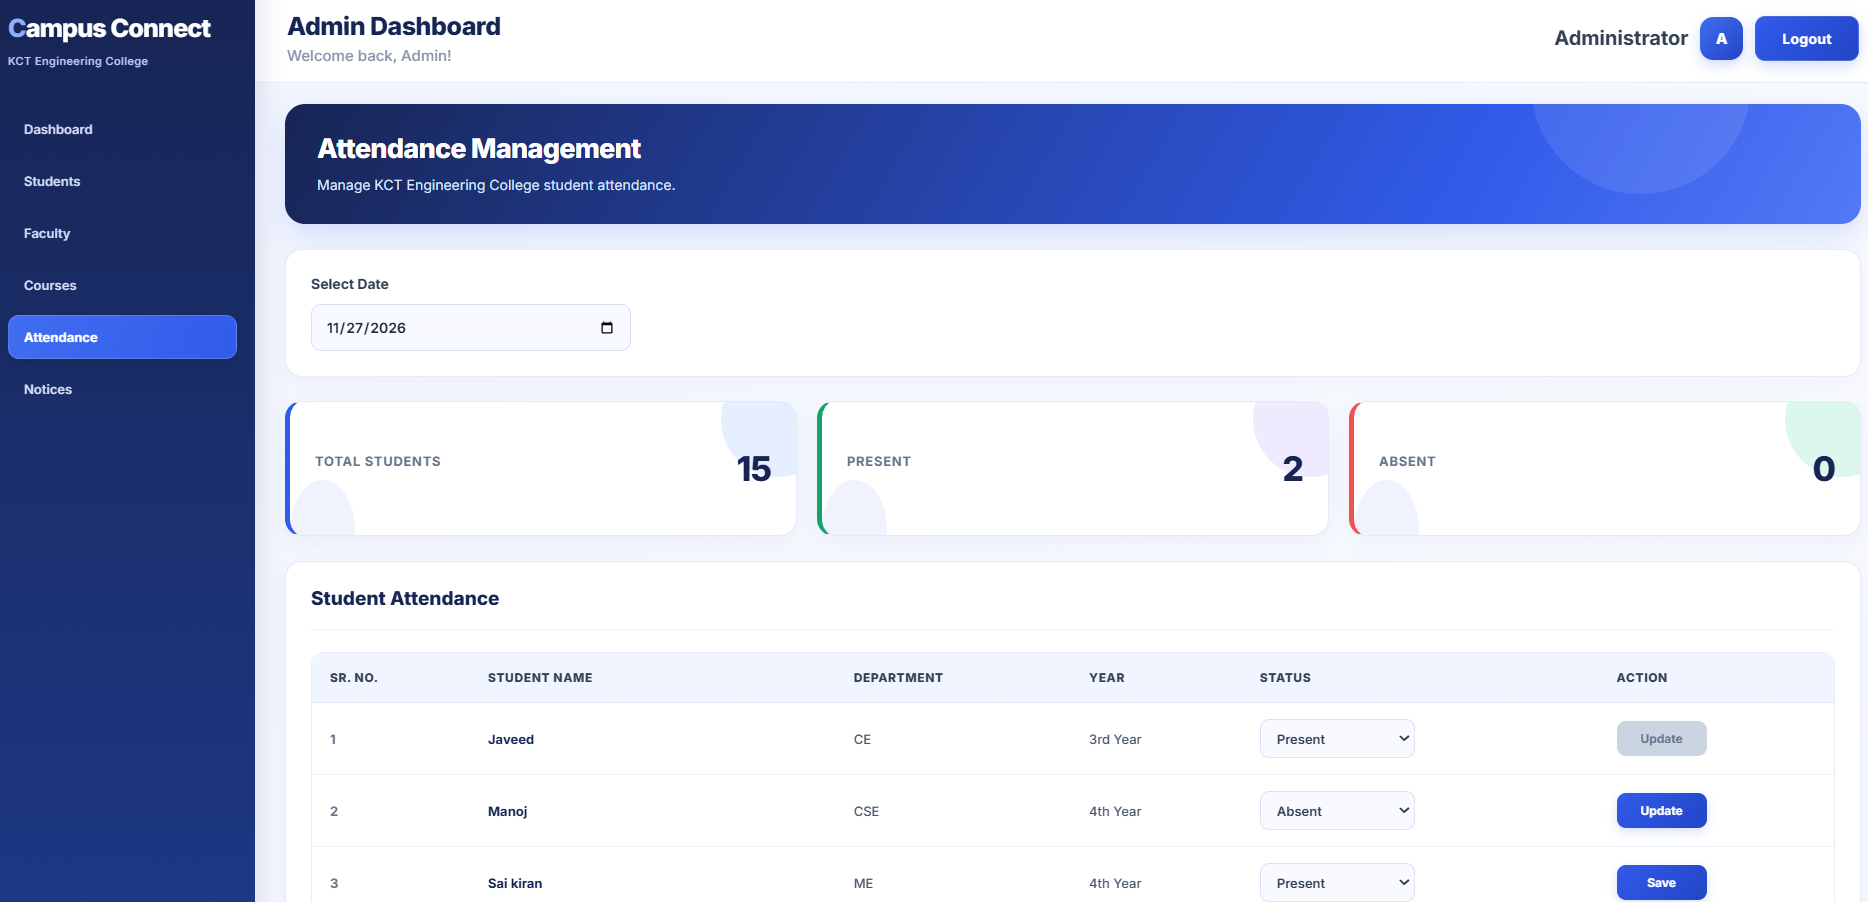 Campus Connect
KCT Engineering College
Dashboard
Students
Faculty
Courses
Attendance
Notices
Admin Dashboard
Welcome back, Admin!
Administrator A Logout
Attendance Management
Manage KCT Engineering College student attendance.
Select Date
11/27/2026
TOTAL STUDENTS 15
PRESENT 2
ABSENT 0
Student Attendance
SR. NO. STUDENT NAME DEPARTMENT YEAR STATUS ACTION
1 Javeed CE 3rd Year Present Update
2 Manoj CSE 4th Year Absent Update
3 Sai kiran ME 4th Year Present Save